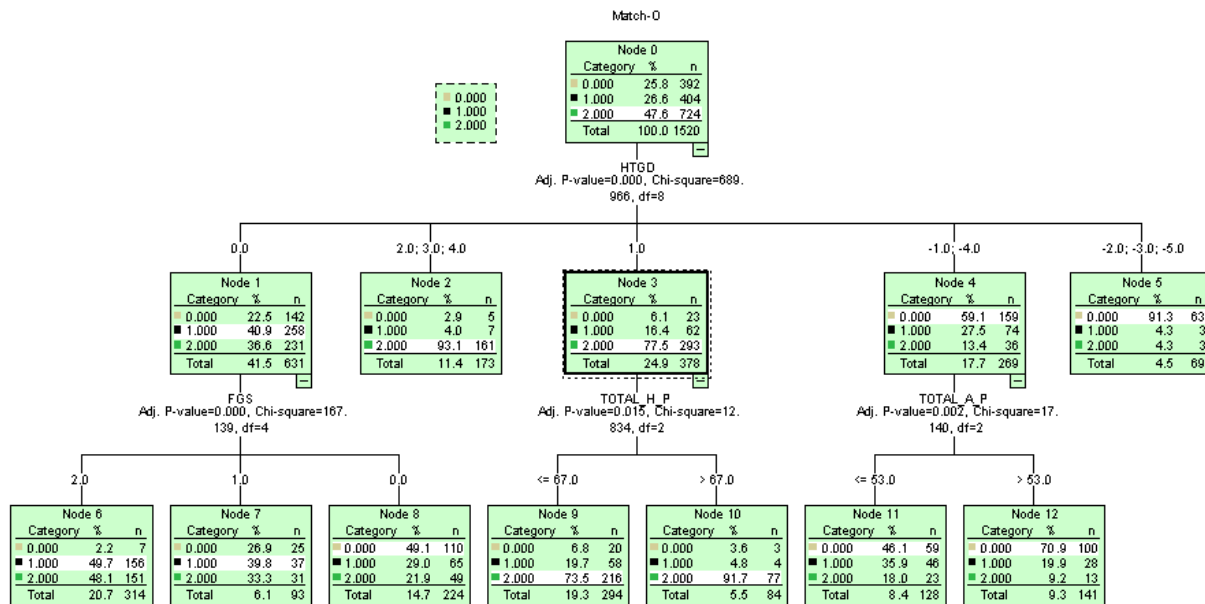 Match-O
Node 0
Category % n
0.000 25.8 392
1.000 26.6 404
2.000 47.6 724
Total 100.0 1520
0.000
1.000
2.000
HTGD
Adj. P-value=0.000, Chi-square=689.
966, df=8
0.0
2.0; 3.0; 4.0
1.0
-1.0; -4.0
-2.0; -3.0; -5.0
Node 1
Category % n
0.000 22.5 142
1.000 40.9 258
2.000 36.6 231
Total 41.5 631
Node 2
Category % n
0.000 2.9 5
1.000 4.0 7
2.000 93.1 161
Total 11.4 173
Node 3
Category % n
0.000 6.1 23
1.000 16.4 62
2.000 77.5 293
Total 24.9 378
Node 4
Category % n
0.000 59.1 159
1.000 27.5 74
2.000 13.4 36
Total 17.7 269
Node 5
Category % n
0.000 91.3 63
1.000 4.3 3
2.000 4.3 3
Total 4.5 69
FGS
Adj. P-value=0.000, Chi-square=167.
139, df=4
TOTAL_H_P
Adj. P-value=0.015, Chi-square=12.
834, df=2
TOTAL_A_P
Adj. P-value=0.002, Chi-square=17.
140, df=2
2.0
1.0
0.0
<= 67.0
> 67.0
<= 53.0
> 53.0
Node 6
Category % n
0.000 2.2 7
1.000 49.7 156
2.000 48.1 151
Total 20.7 314
Node 7
Category % n
0.000 26.9 25
1.000 39.8 37
2.000 33.3 31
Total 6.1 93
Node 8
Category % n
0.000 49.1 110
1.000 29.0 65
2.000 21.9 49
Total 14.7 224
Node 9
Category % n
0.000 6.8 20
1.000 19.7 58
2.000 73.5 216
Total 19.3 294
Node 10
Category % n
0.000 3.6 3
1.000 4.8 4
2.000 91.7 77
Total 5.5 84
Node 11
Category % n
0.000 46.1 59
1.000 35.9 46
2.000 18.0 23
Total 8.4 128
Node 12
Category % n
0.000 70.9 100
1.000 19.9 28
2.000 9.2 13
Total 9.3 141